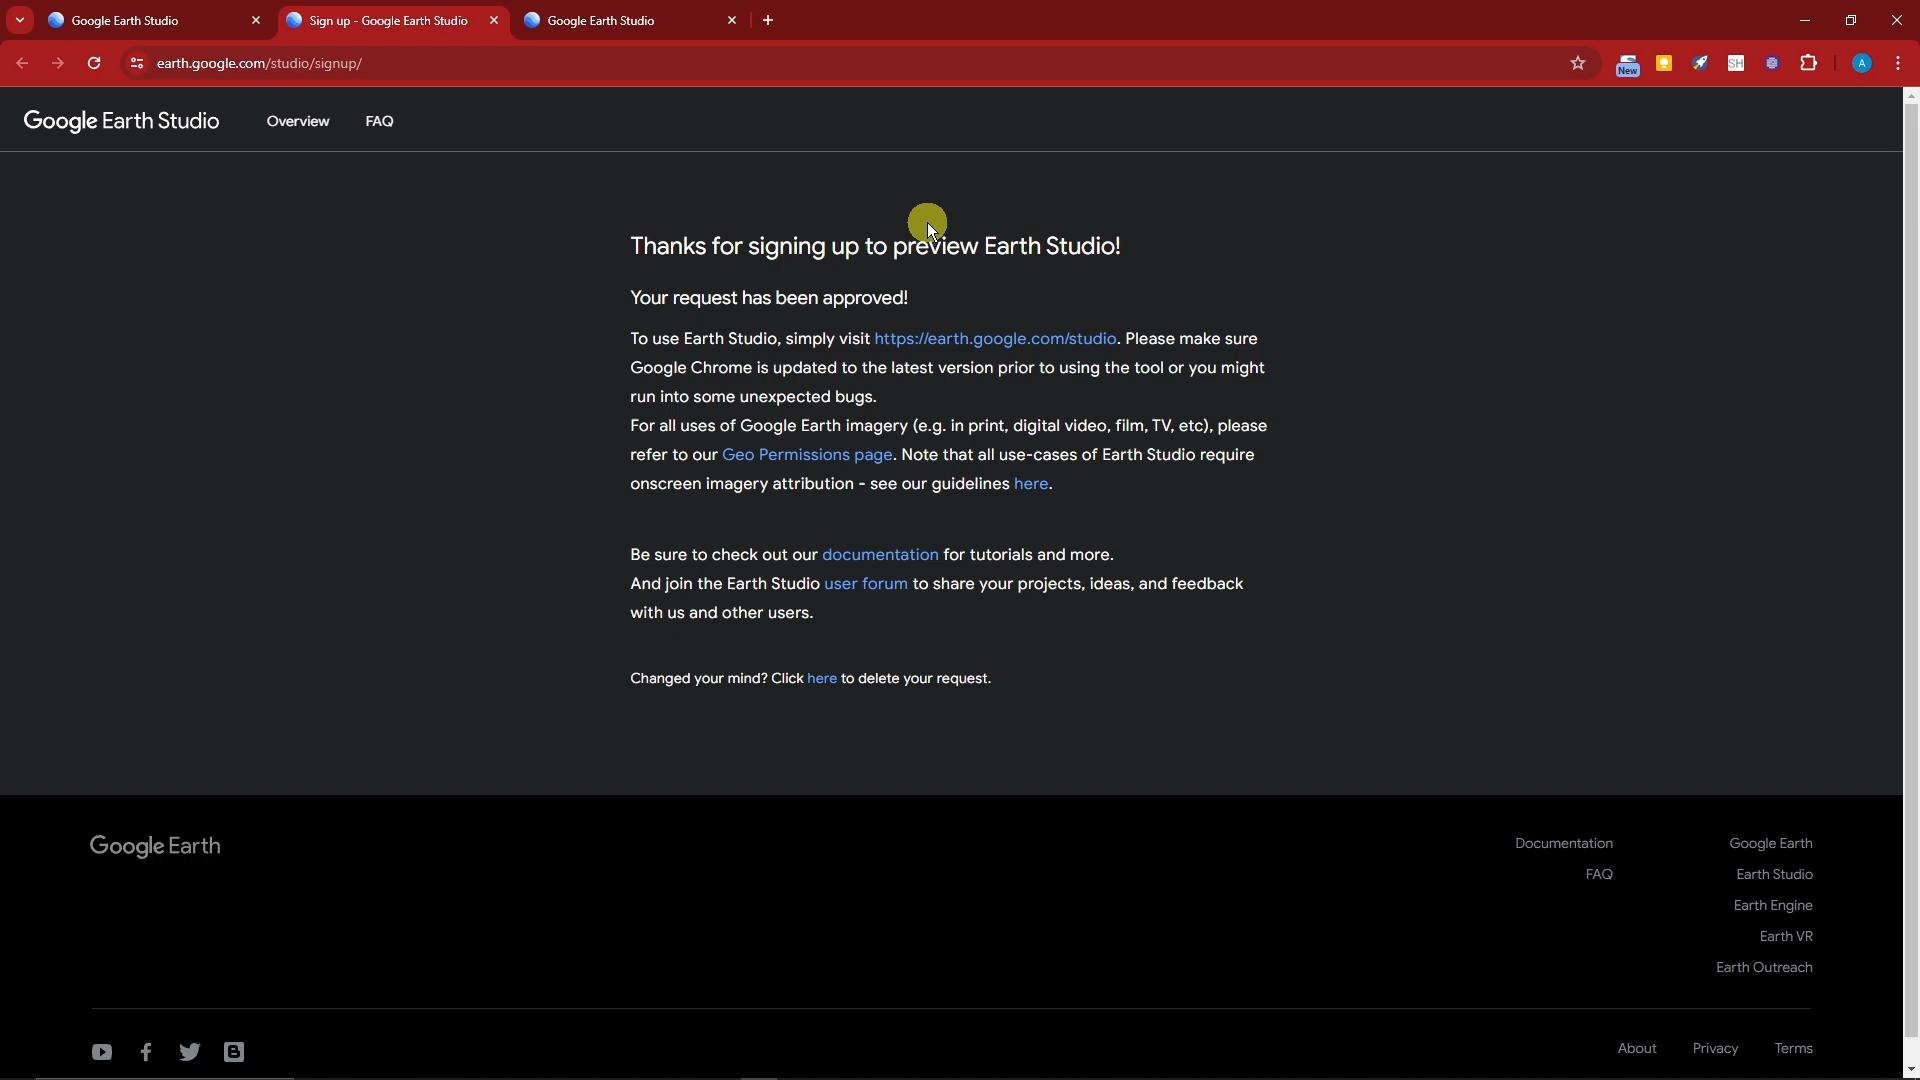 Google Earth Studio
Sign up - Google Earth Studio
Google Earth Studio
earth.google.com/studio/signup/
New
SH
A
Google Earth Studio
Overview
FAQ
Thanks for signing up to preview Earth Studio!
Your request has been approved!
To use Earth Studio, simply visit https://earth.google.com/studio. Please make sure
Google Chrome is updated to the latest version prior to using the tool or you might
run into some unexpected bugs.
For all uses of Google Earth imagery (e.g. in print, digital video, film, TV, etc), please
refer to our Geo Permissions page. Note that all use-cases of Earth Studio require
onscreen imagery attribution - see our guidelines here.
Be sure to check out our documentation for tutorials and more.
And join the Earth Studio user forum to share your projects, ideas, and feedback
with us and other users.
Changed your mind? Click here to delete your request.
Google Earth
Documentation
FAQ
Google Earth
Earth Studio
Earth Engine
Earth VR
Earth Outreach
About
Privacy
Terms